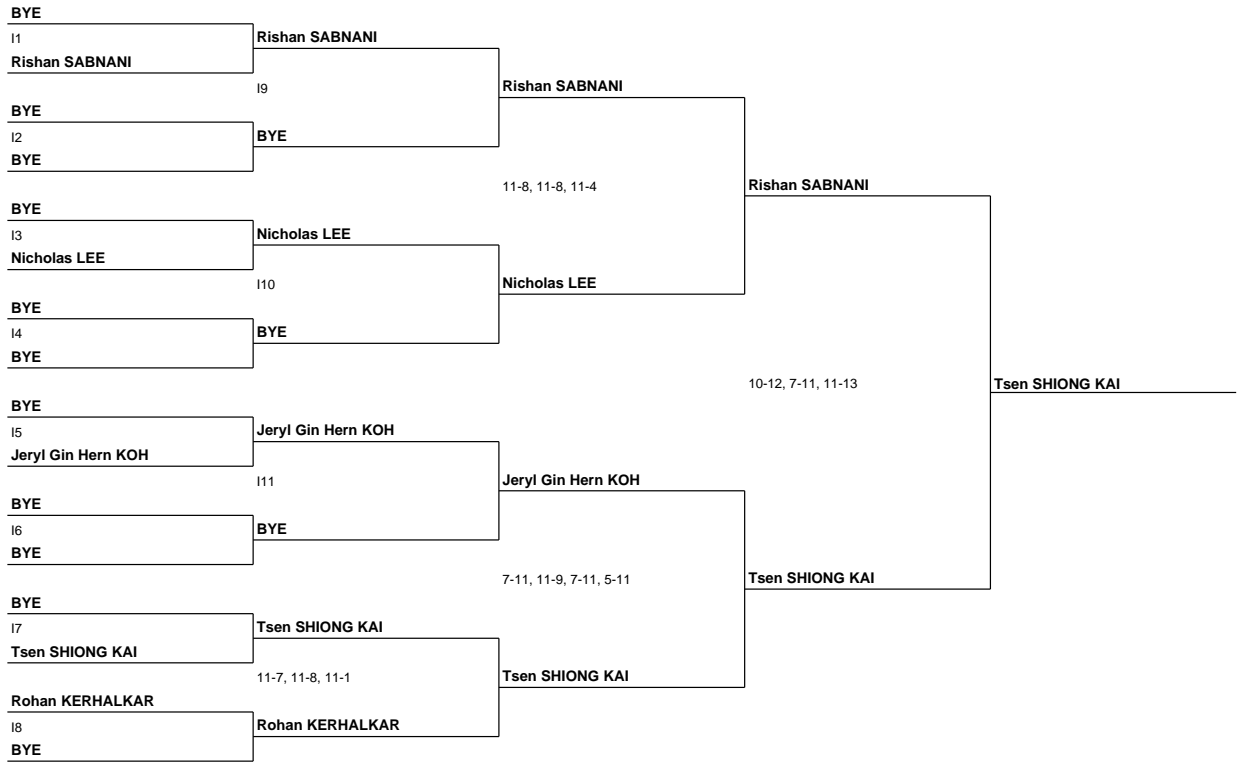 BYE
I1
Rishan SABNANI
Rishan SABNANI
I9
Rishan SABNANI
BYE
I2
BYE
BYE
11-8, 11-8, 11-4
Rishan SABNANI
BYE
I3
Nicholas LEE
Nicholas LEE
I10
Nicholas LEE
BYE
I4
BYE
BYE
10-12, 7-11, 11-13
Tsen SHIONG KAI
BYE
I5
Jeryl Gin Hern KOH
Jeryl Gin Hern KOH
I11
Jeryl Gin Hern KOH
BYE
I6
BYE
BYE
7-11, 11-9, 7-11, 5-11
Tsen SHIONG KAI
BYE
I7
Tsen SHIONG KAI
Tsen SHIONG KAI
11-7, 11-8, 11-1
Tsen SHIONG KAI
Rohan KERHALKAR
I8
Rohan KERHALKAR
BYE